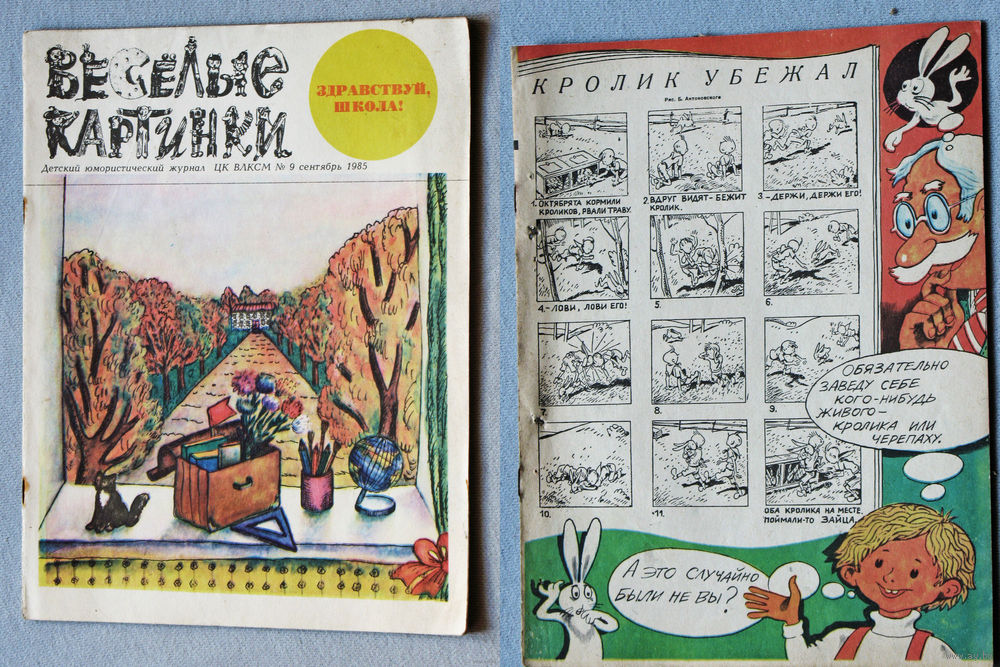 ВЕСЁЛЫЕ
КАРТИНКИ
ЗДРАВСТВУЙ,
ШКОЛА!
Детский юмористический журнал ЦК ВЛКСМ № 9 сентябрь 1985
КРОЛИК УБЕЖАЛ
Рис. Б. Антоновского
1. ОКТЯБРЯТА КОРМИЛИ
КРОЛИКОВ, РВАЛИ ТРАВУ.
2. ВДРУГ ВИДЯТ - БЕЖИТ
КРОЛИК.
3. - ДЕРЖИ, ДЕРЖИ ЕГО!
4. - ЛОВИ, ЛОВИ ЕГО!
5.
6.
7.
8.
9.
10.
11.
ОБА КРОЛИКА НА МЕСТЕ,
ПОЙМАЛИ-ТО ЗАЙЦА.
ОБЯЗАТЕЛЬНО
ЗАВЕДУ СЕБЕ
КОГО-НИБУДЬ
ЖИВОГО—
КРОЛИКА ИЛИ
ЧЕРЕПАХУ.
А ЭТО СЛУЧАЙНО
БЫЛИ НЕ ВЫ?